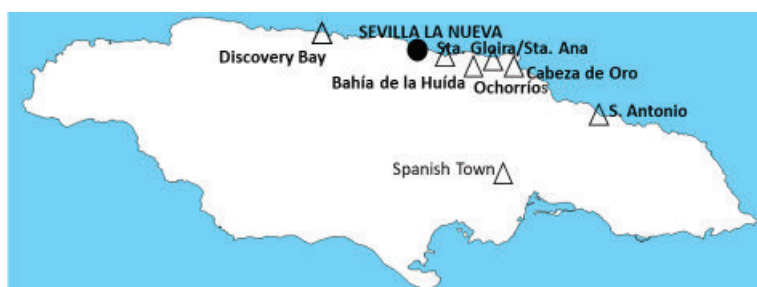 SEVILLA LA NUEVA
Sta. Gloira/Sta. Ana
Discovery Bay
Bahía de la Huída
Cabeza de Oro
Ochorríos
S. Antonio
Spanish Town